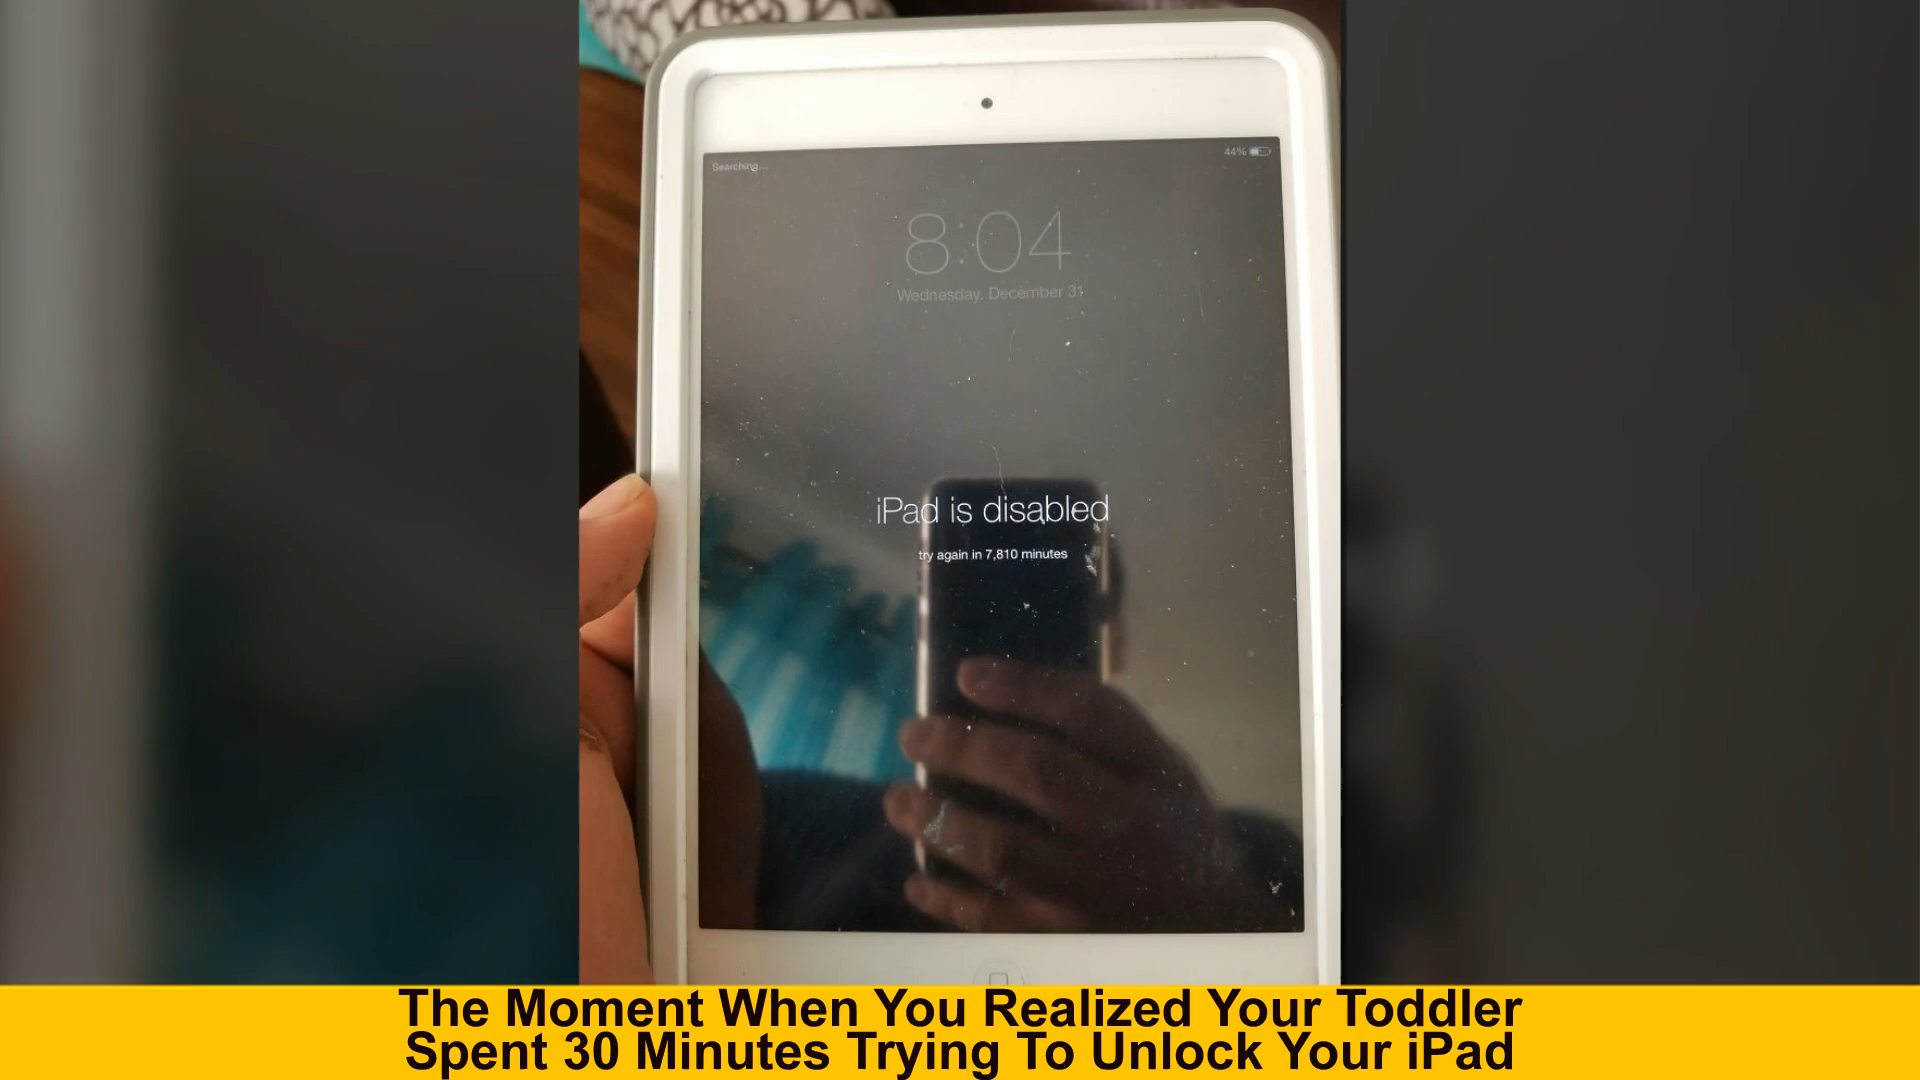 Searching...
44%
8:04
Wednesday, December 31
iPad is disabled
try again in 7,810 minutes
The Moment When You Realized Your Toddler
Spent 30 Minutes Trying To Unlock Your iPad